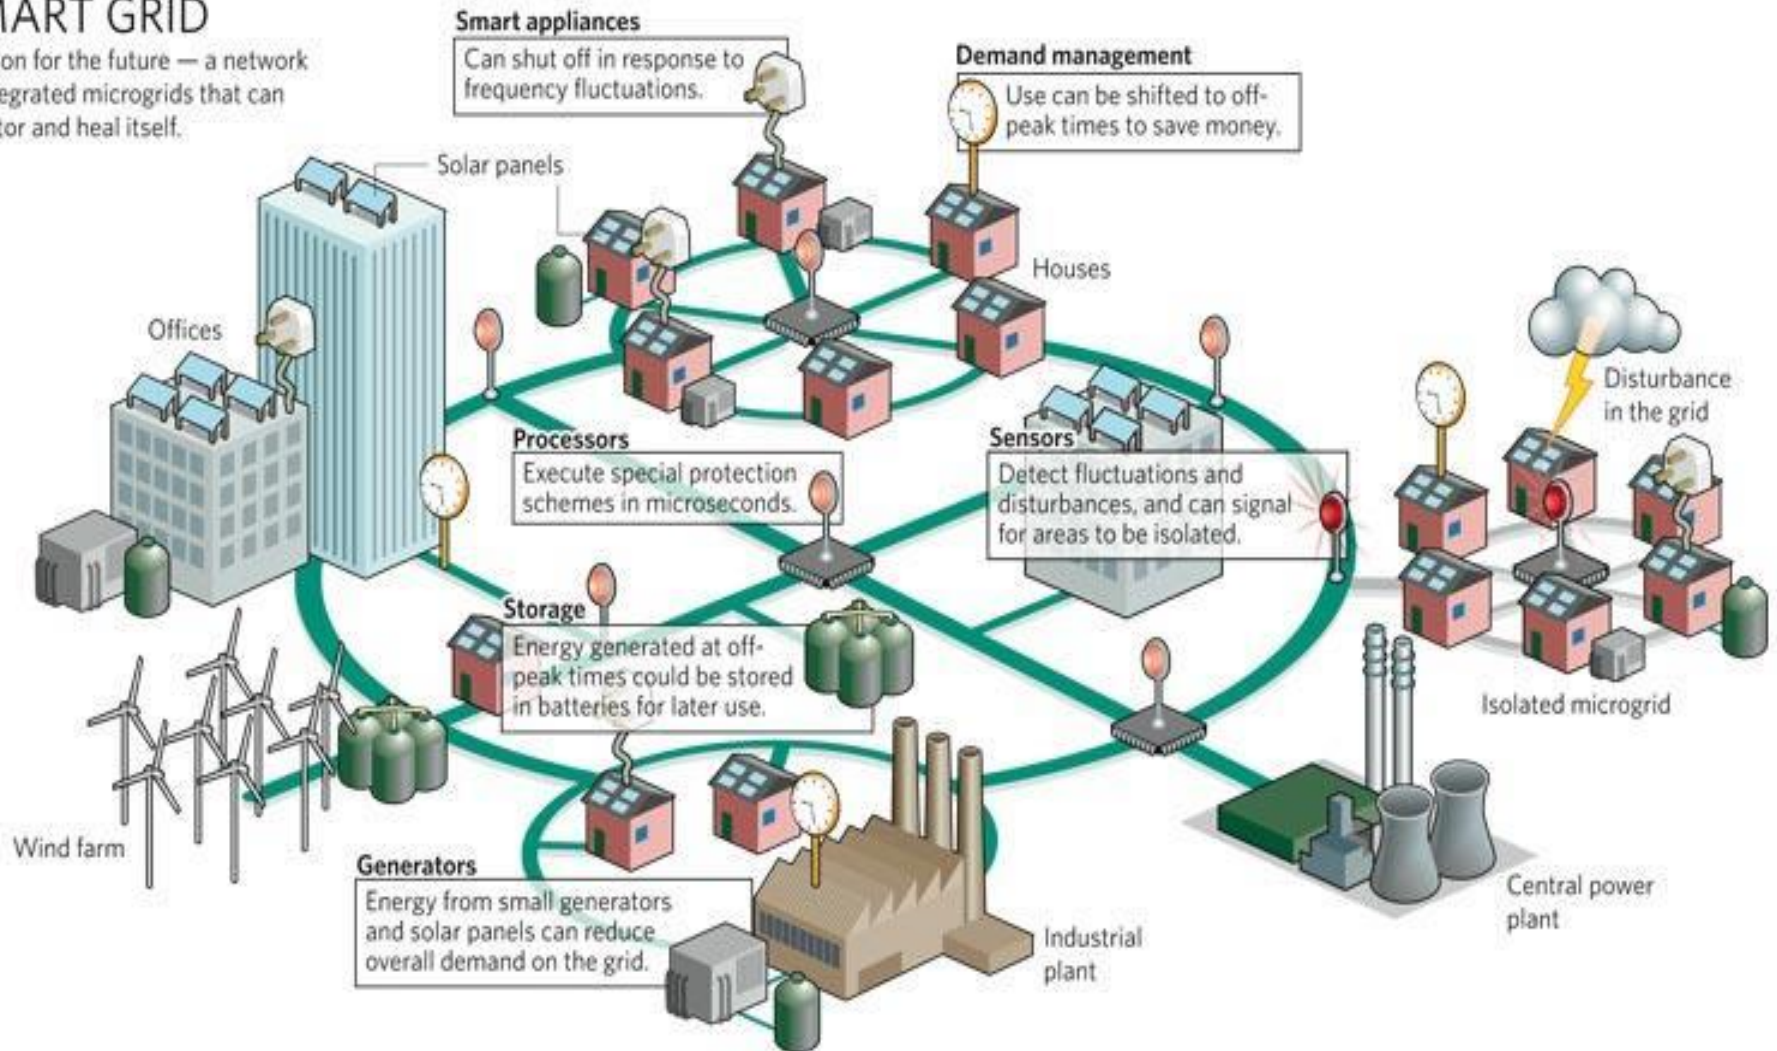 MART GRID
on for the future — a network
egrated microgrids that can
tor and heal itself.
Smart appliances
Can shut off in response to
frequency fluctuations.
Demand management
Use can be shifted to off-
peak times to save money.
Solar panels
Houses
Offices
Disturbance
in the grid
Processors
Execute special protection
schemes in microseconds.
Sensors
Detect fluctuations and
disturbances, and can signal
for areas to be isolated.
Storage
Energy generated at off-
peak times could be stored
in batteries for later use.
Isolated microgrid
Wind farm
Generators
Energy from small generators
and solar panels can reduce
overall demand on the grid.
Industrial
plant
Central power
plant